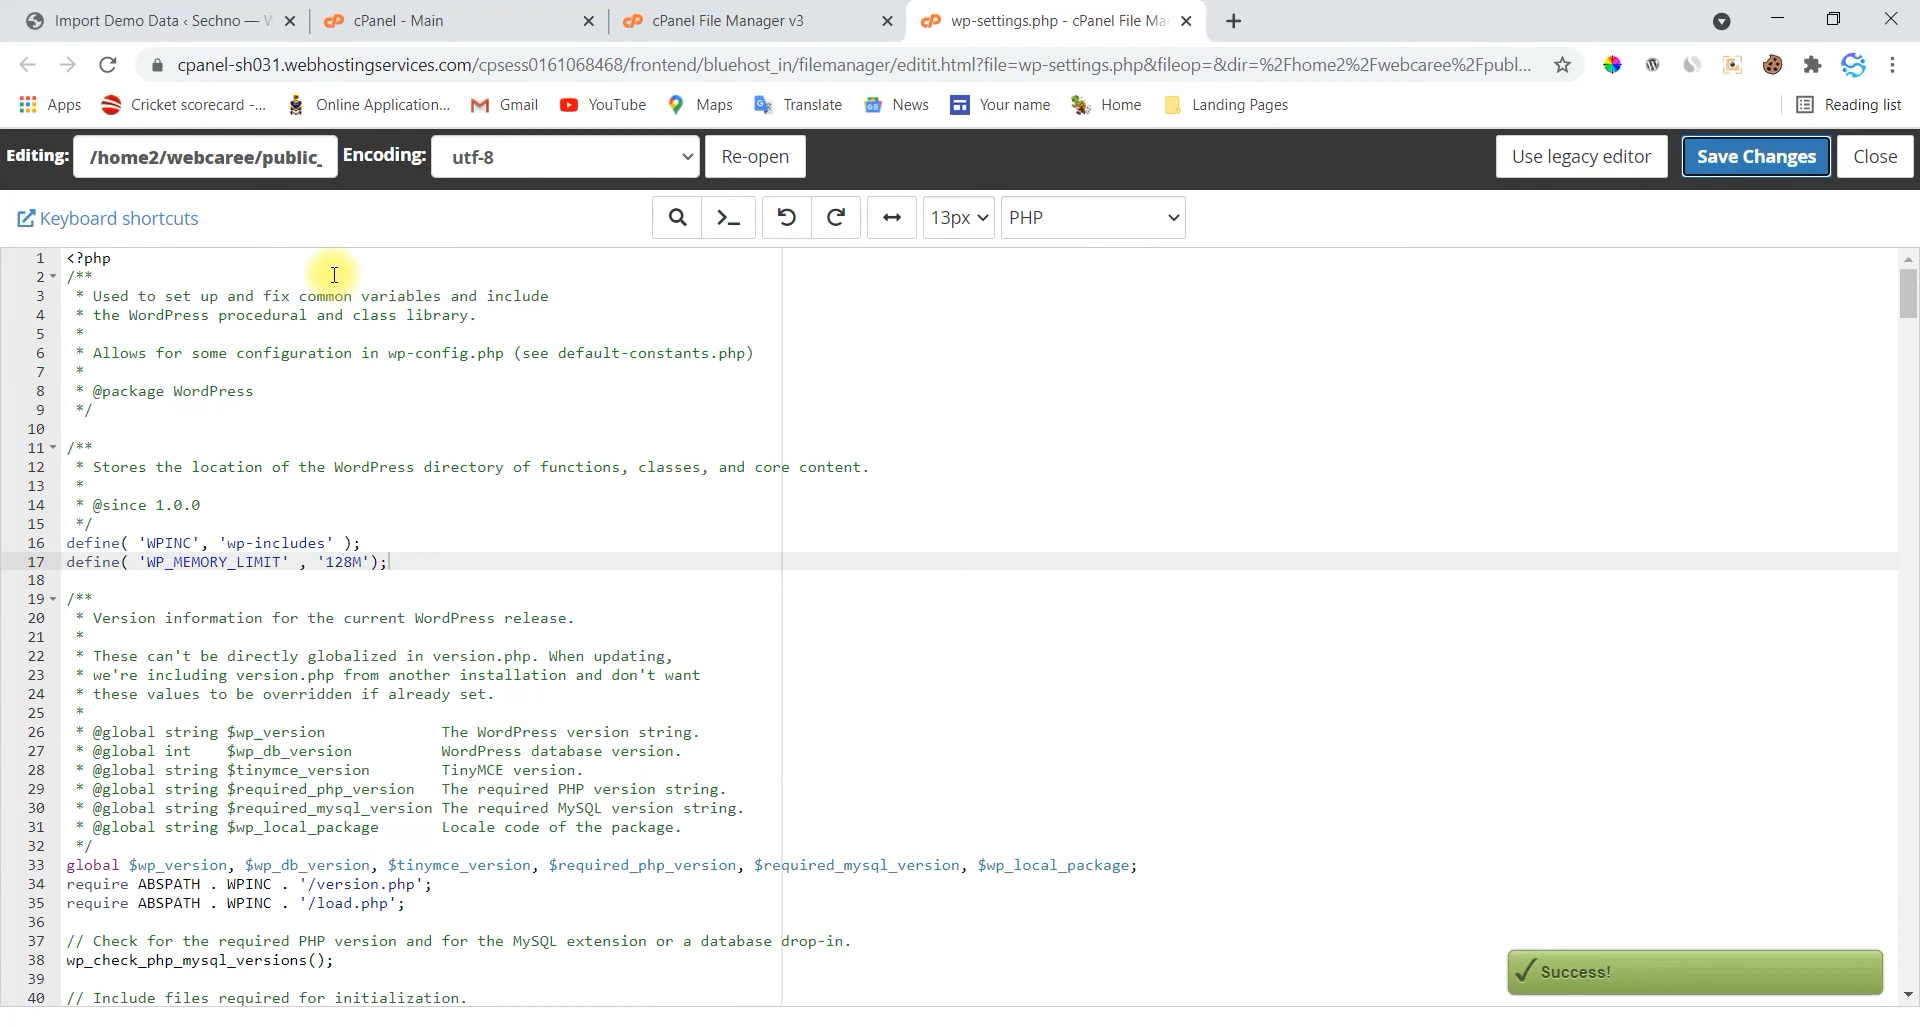 Import Demo Data ‹ Sechno — W
cPanel - Main
cPanel File Manager v3
wp-settings.php - cPanel File Ma
cpanel-sh031.webhostingservices.com/cpsess0161068468/frontend/bluehost_in/filemanager/editit.html?file=wp-settings.php&fileop=&dir=%2Fhome2%2Fwebcaree%2Fpubl...
Apps Cricket scorecard -... Online Application... Gmail YouTube Maps Translate News Your name Home Landing Pages Reading list
Editing: /home2/webcaree/public_ Encoding: utf-8 Re-open Use legacy editor Save Changes Close
Keyboard shortcuts 13px PHP
1 <?php
2 /**
3 * Used to set up and fix common variables and include
4 * the WordPress procedural and class library.
5 *
6 * Allows for some configuration in wp-config.php (see default-constants.php)
7 *
8 * @package WordPress
9 */
10
11 /**
12 * Stores the location of the WordPress directory of functions, classes, and core content.
13 *
14 * @since 1.0.0
15 */
16 define( 'WPINC', 'wp-includes' );
17 define( 'WP_MEMORY_LIMIT' , '128M');
18
19 /**
20 * Version information for the current WordPress release.
21 *
22 * These can't be directly globalized in version.php. When updating,
23 * we're including version.php from another installation and don't want
24 * these values to be overridden if already set.
25 *
26 * @global string $wp_version The WordPress version string.
27 * @global int $wp_db_version WordPress database version.
28 * @global string $tinymce_version TinyMCE version.
29 * @global string $required_php_version The required PHP version string.
30 * @global string $required_mysql_version The required MySQL version string.
31 * @global string $wp_local_package Locale code of the package.
32 */
33 global $wp_version, $wp_db_version, $tinymce_version, $required_php_version, $required_mysql_version, $wp_local_package;
34 require ABSPATH . WPINC . '/version.php';
35 require ABSPATH . WPINC . '/load.php';
36
37 // Check for the required PHP version and for the MySQL extension or a database drop-in.
38 wp_check_php_mysql_versions();
39
40 // Include files required for initialization.
Success!